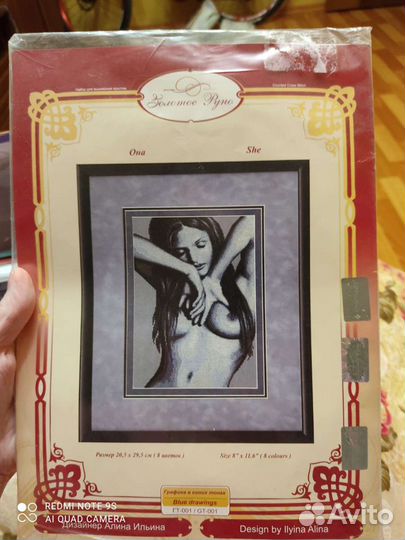 Набор для вышивания крестом
Counted Cross Stitch
Золотое Руно
Она She
Размер 20,5 x 29,5 см ( 8 цветов )
Size 8" x 11.6" ( 8 colours )
Графика в синих тонах
Blue drawings
ГТ-001 / GT-001
Дизайнер Алина Ильина
Design by Ilyina Alina
REDMI NOTE 9S
AI QUAD CAMERA
Avito